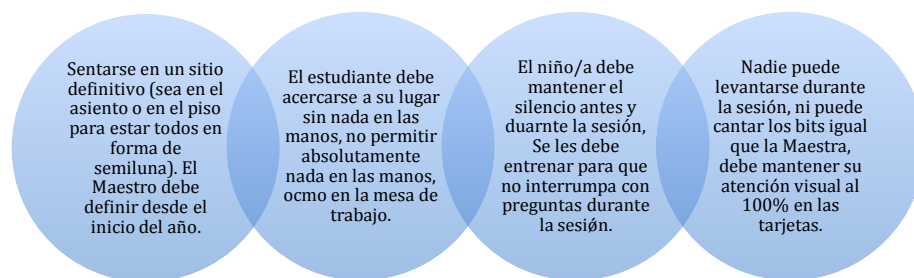 Sentarse en un sitio
definitivo (sea en el
asiento o en el piso
para estar todos en
forma de
semiluna). El
Maestro debe
definir desde el
inicio del año.
El estudiante debe
acercarse a su lugar
sin nada en las
manos, no permitir
absolutamente
nada en las manos,
ocmo en la mesa de
trabajo.
El niño/a debe
mantener el
silencio antes y
duarnte la sesión,
Se les debe
entrenar para que
no interrumpa con
preguntas durante
la sesiøn.
Nadie puede
levantarse durante
la sesión, ni puede
cantar los bits igual
que la Maestra,
debe mantener su
atención visual al
100% en las
tarjetas.